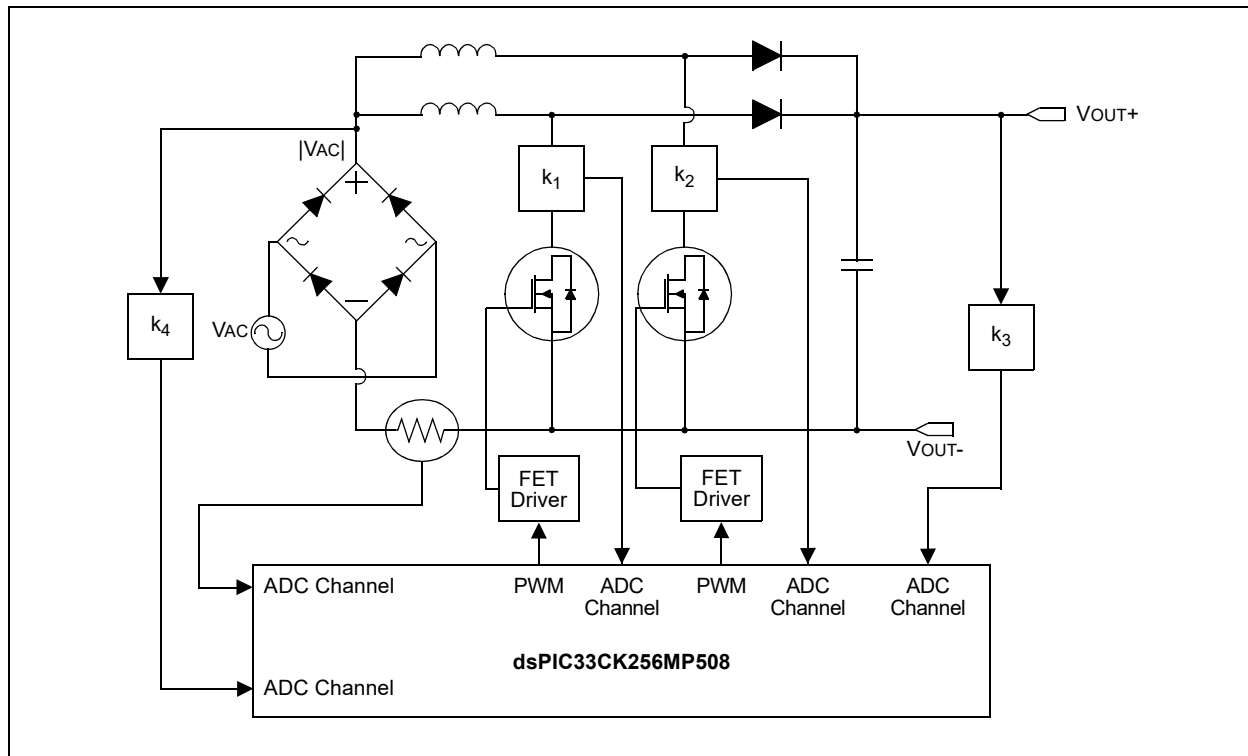 VOUT+
|VAC|
+
k1
k2
k4
VAC
−
k3
VOUT-
FET
Driver
FET
Driver
ADC Channel
PWM
ADC
Channel
PWM
ADC
Channel
ADC
Channel
dsPIC33CK256MP508
ADC Channel